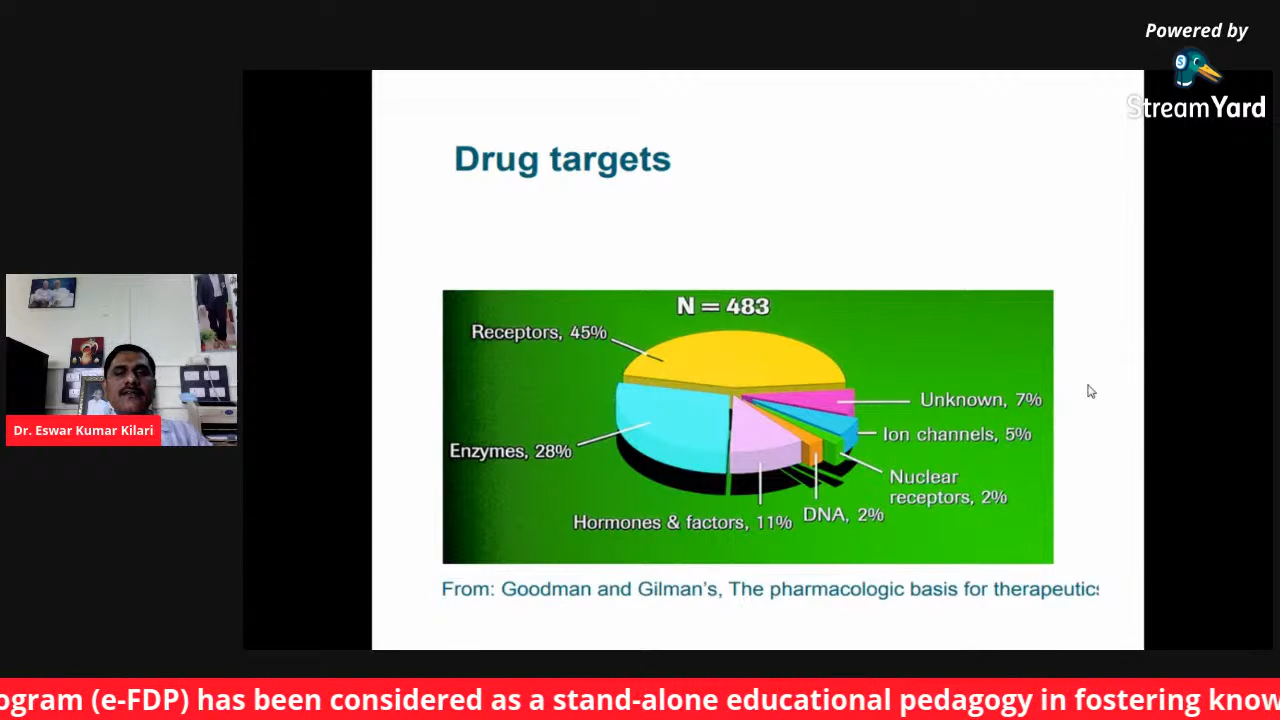 Powered by
StreamYard
Drug targets
N = 483
Receptors, 45%
Unknown, 7%
Ion channels, 5%
Enzymes, 28%
Nuclear
receptors, 2%
Hormones & factors, 11%
DNA, 2%
From: Goodman and Gilman's, The pharmacologic basis for therapeutics
Dr. Eswar Kumar Kilari
ogram (e-FDP) has been considered as a stand-alone educational pedagogy in fostering know